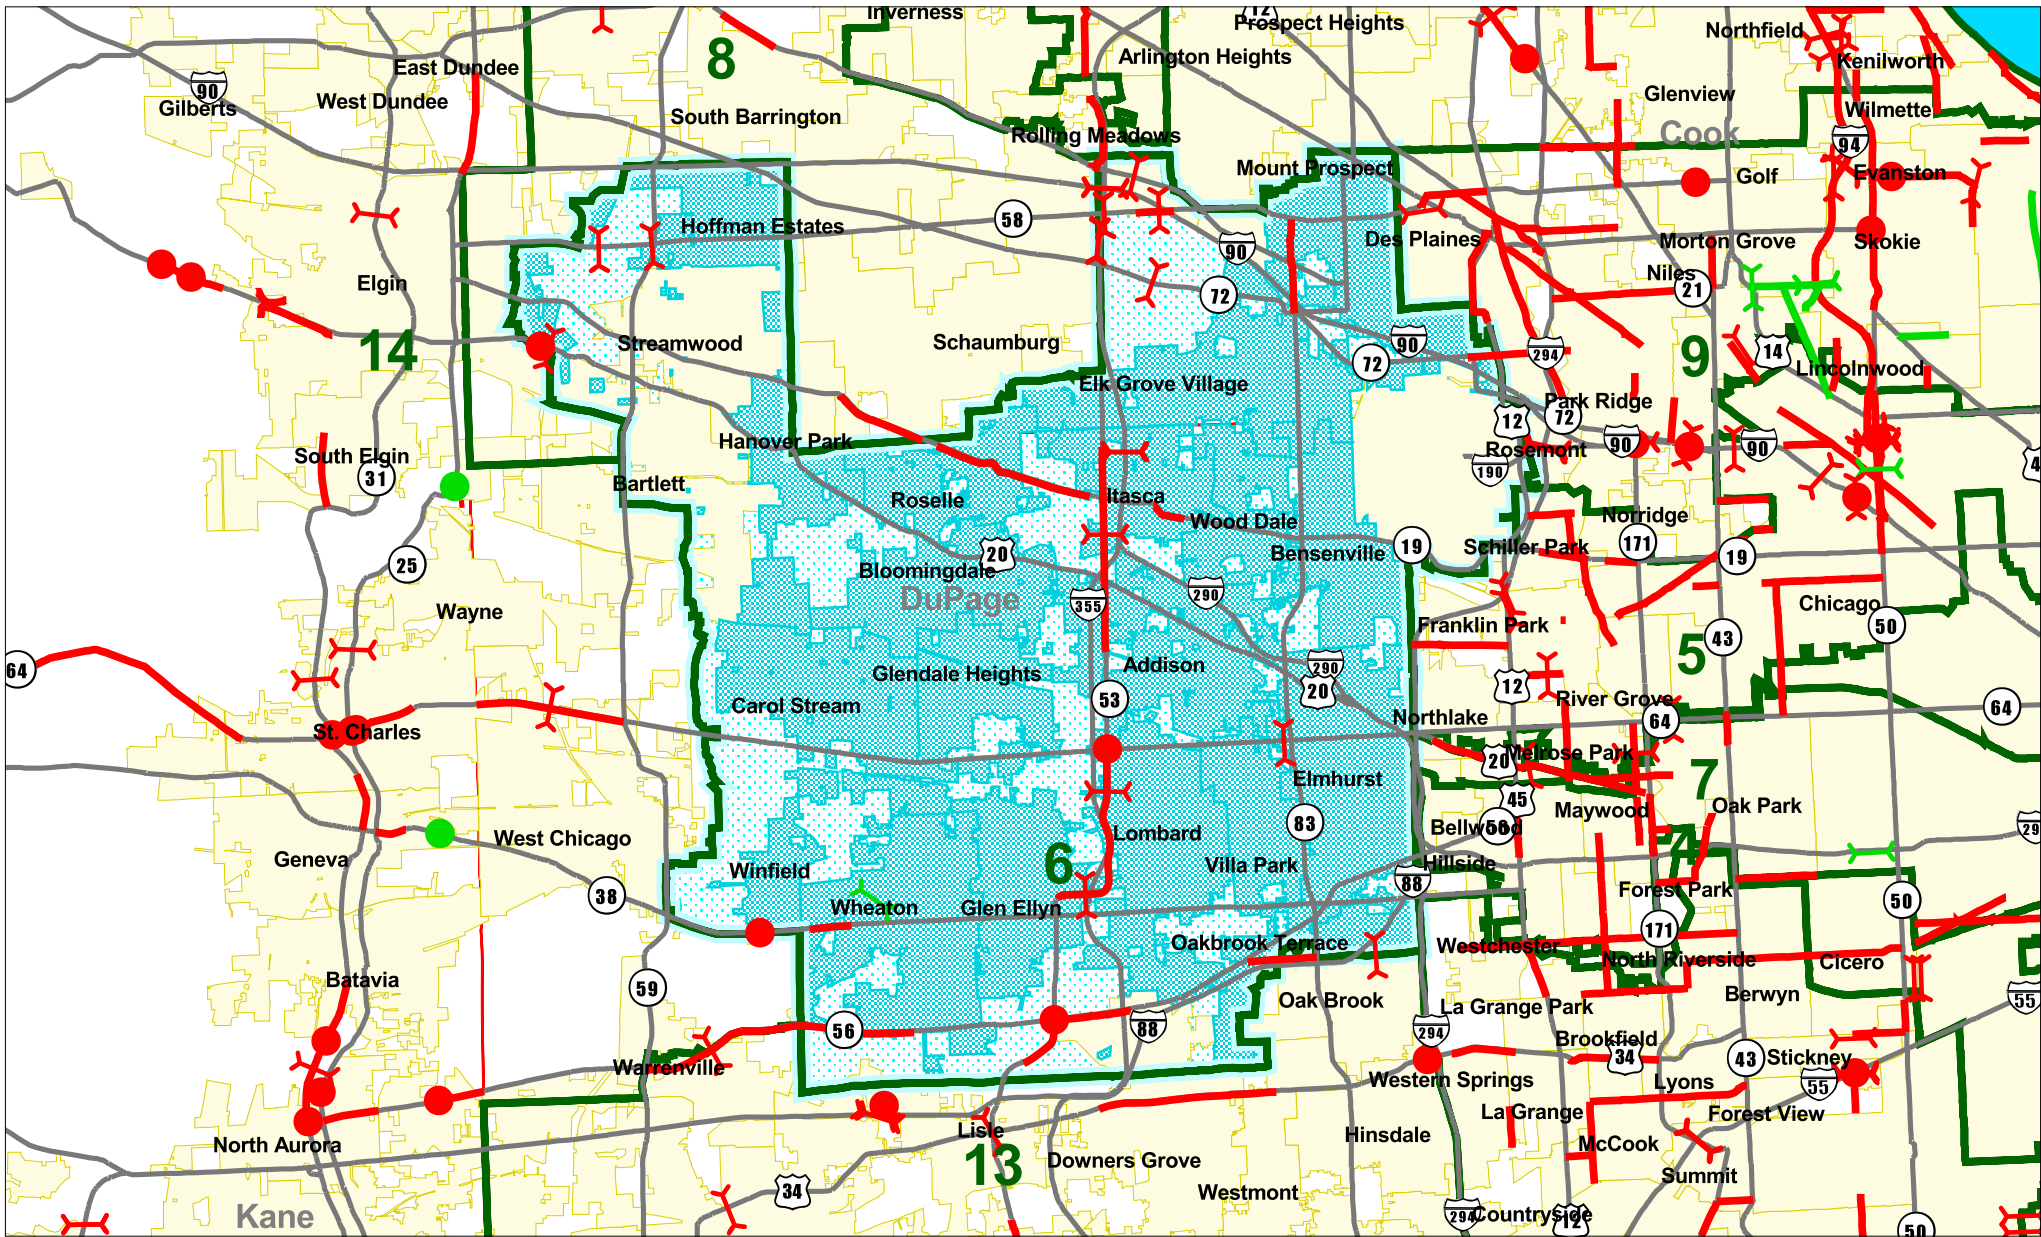 Inverness
12
Prospect Heights
Northfield
8
Arlington Heights
Kenilworth
East Dundee
90
West Dundee
Gilberts
Glenview
Wilmette
South Barrington
Rolling Meadows
Cook
94
Mount Prospect
Golf
Evanston
58
Hoffman Estates
Des Plaines
Morton Grove
Skokie
90
Niles
Elgin
72
21
14
Streamwood
Schaumburg
90
294
9
14
72
Lincolnwood
Elk Grove Village
Park Ridge
12
72
Hanover Park
90
90
Rosemont
South Elgin
190
4
31
Bartlett
Roselle
Itasca
Wood Dale
Norridge
20
Bensenville
19
Schiller Park
171
19
25
Bloomingdale
DuPage
355
290
Wayne
Chicago
Franklin Park
50
43
5
64
Glendale Heights
Addison
290
20
12
53
River Grove
Carol Stream
Northlake
64
64
St. Charles
Melrose Park
20
Elmhurst
7
45
Oak Park
Maywood
West Chicago
Lombard
83
Bellwood
56
29
4
Geneva
6
Winfield
Villa Park
Hillside
88
38
Forest Park
Wheaton
Glen Ellyn
50
171
Oakbrook Terrace
Westchester
North Riverside
Cicero
Batavia
59
Oak Brook
Berwyn
55
La Grange Park
56
88
294
Brookfield
34
43
Stickney
Warrenville
Western Springs
Lyons
55
La Grange
Forest View
Lisle
Hinsdale
North Aurora
McCook
13
Downers Grove
Summit
34
Westmont
Kane
294
Countryside
12
50